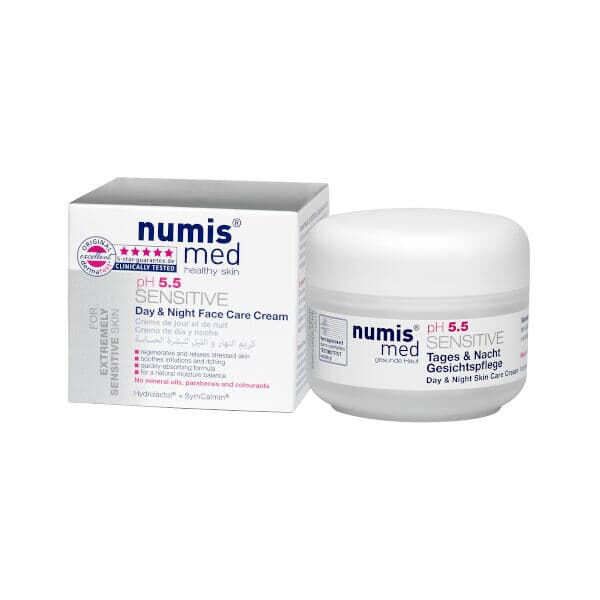 numis®
med
healthy skin
ORIGINAL
excellent
dermatest
★★★★★
5-star-guarantee.de
CLINICALLY TESTED
pH 5.5
SENSITIVE
Day & Night Face Care Cream
Crème de jour et de nuit
Crema de día y noche
كريم النهار و الليل للبشرة الحساسة
• regenerates and relaxes stressed skin
• soothes irritations and itching
• quickly-absorbing formula
• for a natural moisture balance
No mineral oils, parabenes and colourants
Hydrolactol® + SymCalmin®
FOR
EXTREMELY
SENSITIVE SKIN
numis®
med
gesunde Haut
pH 5.5
SENSITIVE
Tages & Nacht
Gesichtspflege
Day & Night Skin Care Cream